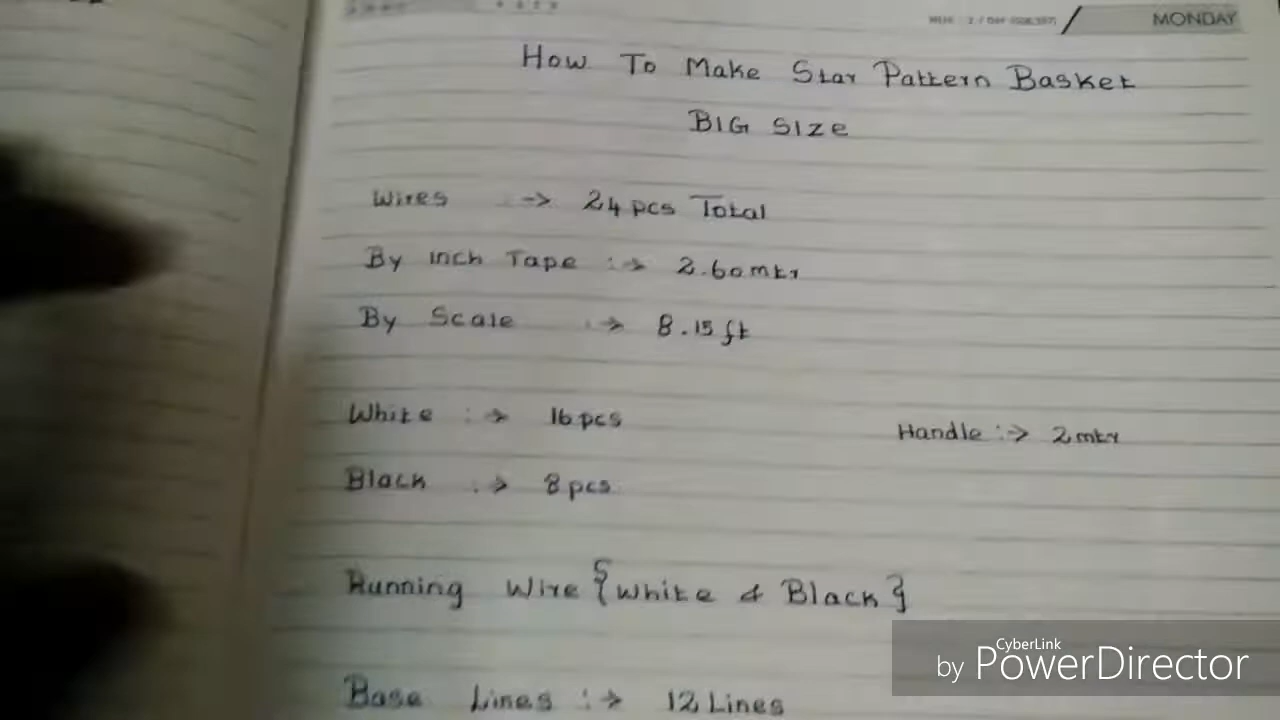 MONDAY
How To Make Star Pattern Basket
BIG SIZE
Wires :-> 24 pcs Total
By inch Tape :-> 2.60 mtr
By Scale :-> 8.15 ft
White :-> 16 pcs
Handle :-> 2 mtr
Black :-> 8 pcs
Running Wire {White & Black}
Base Lines :-> 12 Lines
CyberLink
by PowerDirector